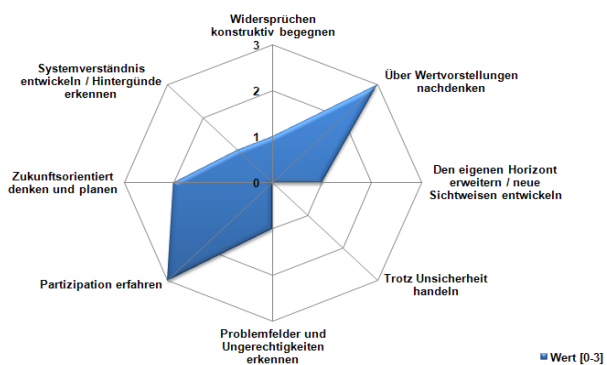 Widersprüchen
konstruktiv begegnen
3
Systemverständnis
entwickeln / Hintergünde
erkennen
Über Wertvorstellungen
nachdenken
2
1
Zukunftsorientiert
denken und planen
0
Den eigenen Horizont
erweitern / neue
Sichtweisen entwickeln
Partizipation erfahren
Trotz Unsicherheit
handeln
Problemfelder und
Ungerechtigkeiten
erkennen
Wert [0-3]